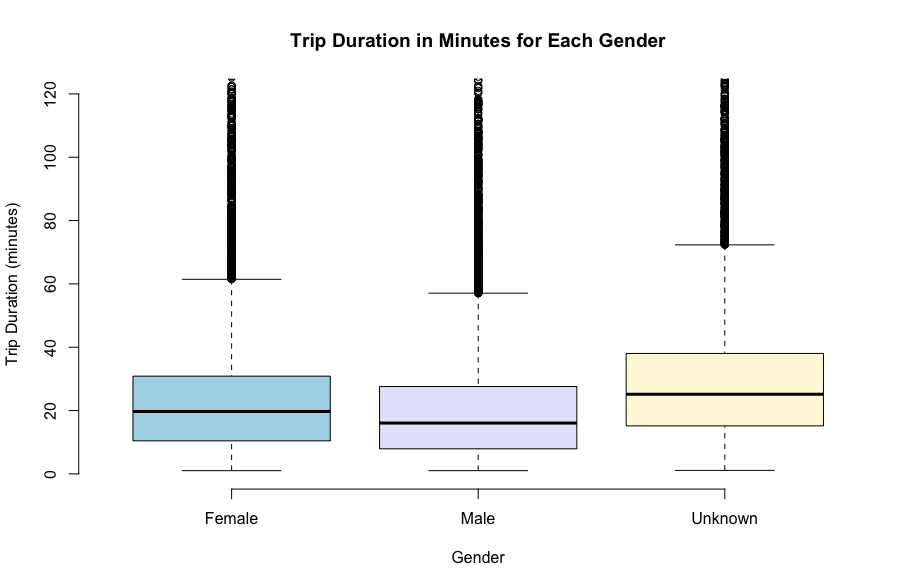 Trip Duration in Minutes for Each Gender
Trip Duration (minutes)
120
100
80
60
40
20
0
Female Male Unknown
Gender